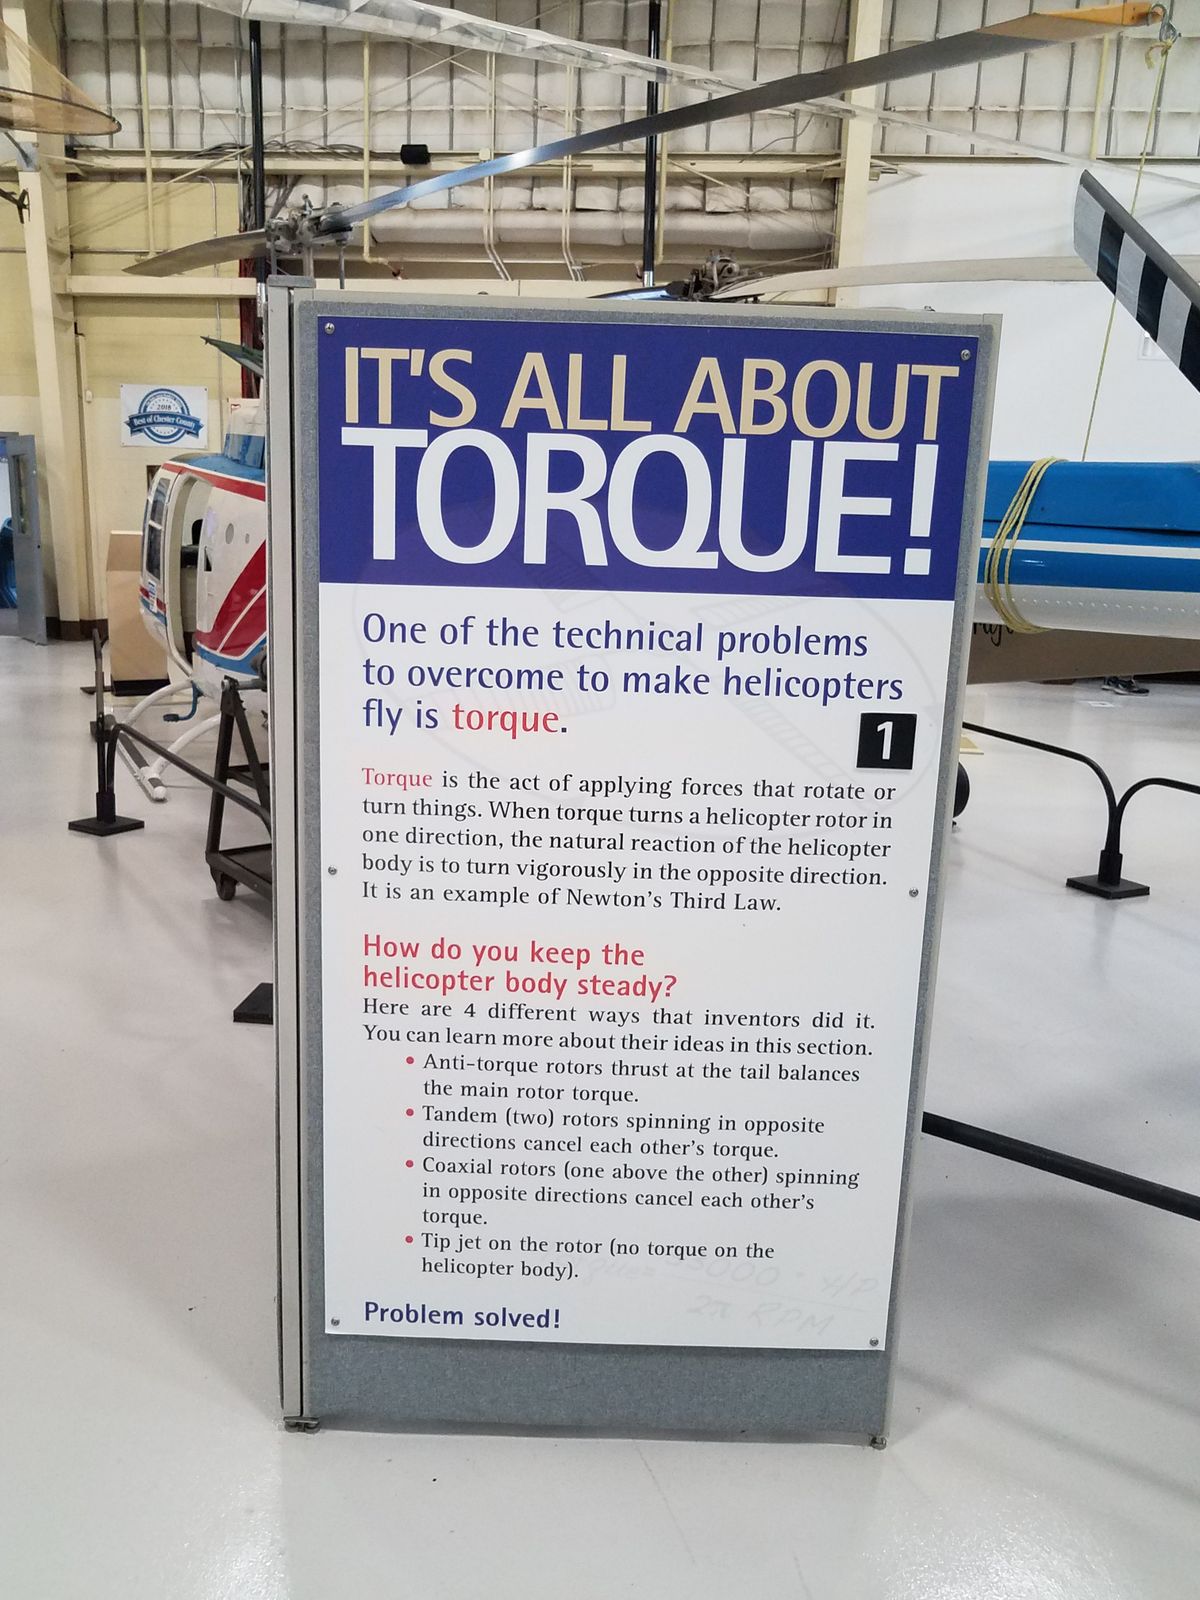 IT'S ALL ABOUT
TORQUE!
One of the technical problems
to overcome to make helicopters
fly is torque.
1
Torque is the act of applying forces that rotate or
turn things. When torque turns a helicopter rotor in
one direction, the natural reaction of the helicopter
body is to turn vigorously in the opposite direction.
It is an example of Newton's Third Law.
How do you keep the
helicopter body steady?
Here are 4 different ways that inventors did it.
You can learn more about their ideas in this section.
• Anti-torque rotors thrust at the tail balances
the main rotor torque.
• Tandem (two) rotors spinning in opposite
directions cancel each other's torque.
• Coaxial rotors (one above the other) spinning
in opposite directions cancel each other's
torque.
• Tip jet on the rotor (no torque on the
helicopter body).
Problem solved!
2π RPM
2018
Best of Chester County